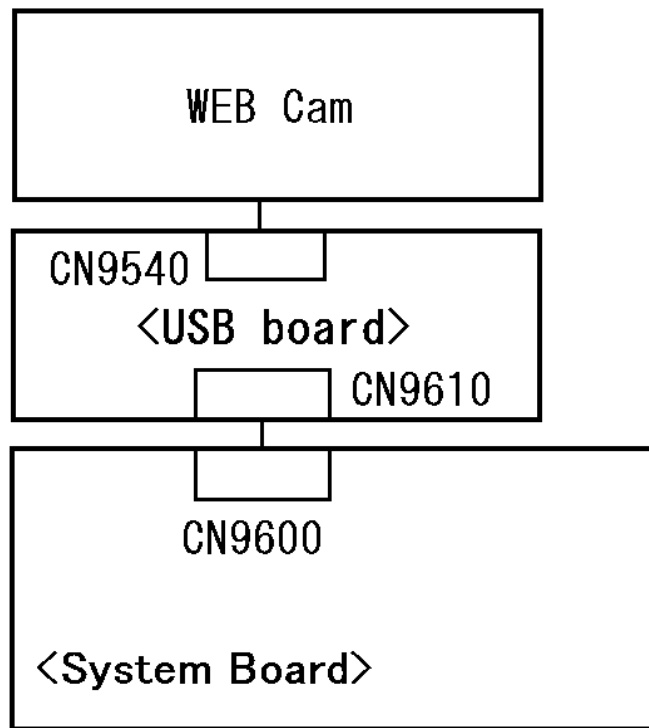 WEB Cam
CN9540
<USB board>
CN9610
CN9600
<System Board>